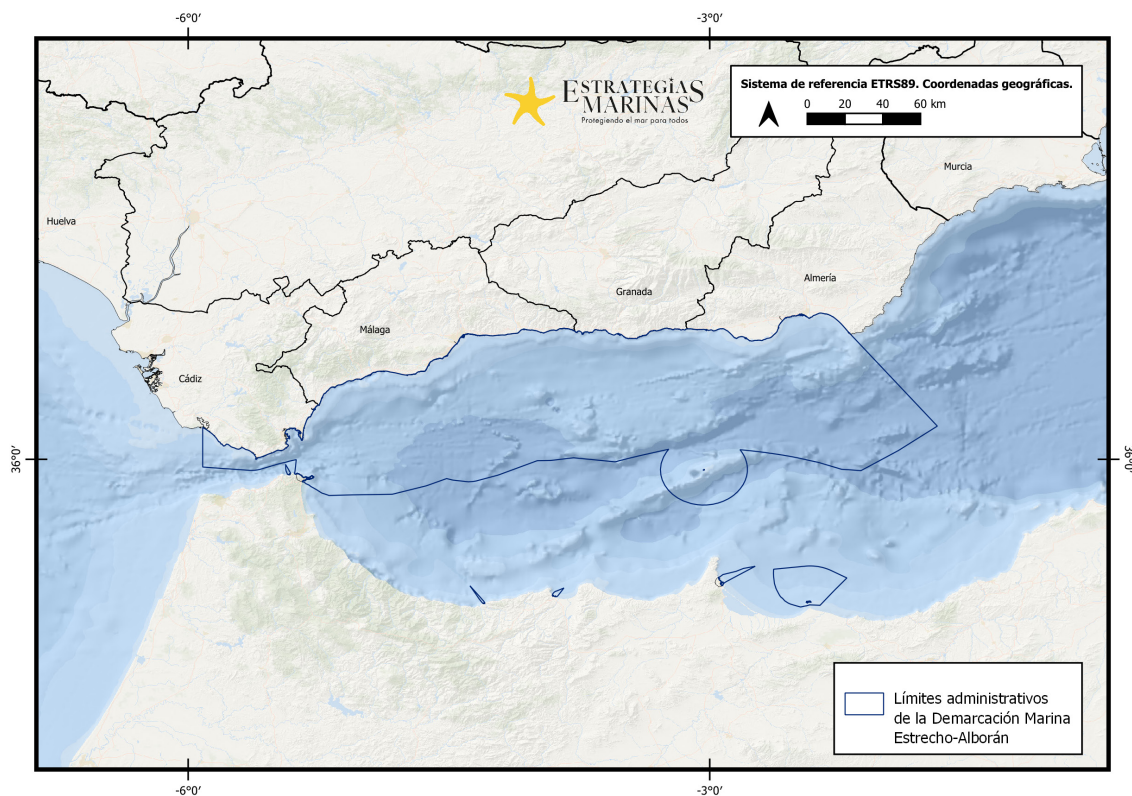 -6°0'
-3°0'
ESTRATEGIAS
MARINAS
Protegiendo el mar para todos
Sistema de referencia ETRS89. Coordenadas geográficas.
0 20 40 60 km
Murcia
Huelva
Almería
Granada
Málaga
Cádiz
36°0'
36°0'
Límites administrativos
de la Demarcación Marina
Estrecho-Alborán
-6°0'
-3°0'